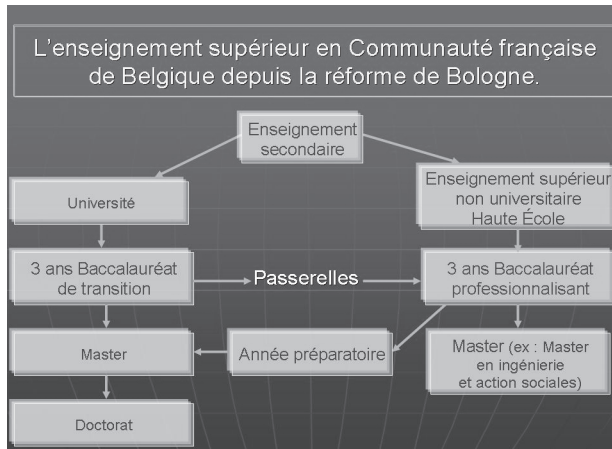 L'enseignement supérieur en Communauté française
de Belgique depuis la réforme de Bologne.
Enseignement
secondaire
Université
Enseignement supérieur
non universitaire
Haute École
3 ans Baccalauréat
de transition
Passerelles
3 ans Baccalauréat
professionnalisant
Master
Année préparatoire
Master (ex : Master
en ingénierie
et action sociales)
Doctorat